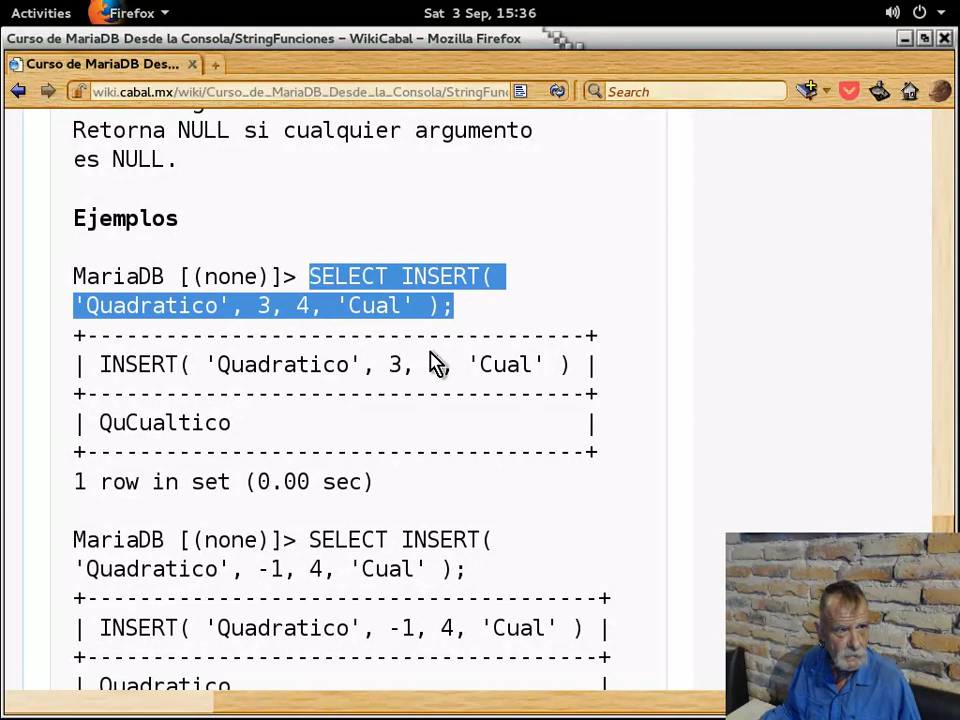 Activities Firefox Sat 3 Sep, 15:36
Curso de MariaDB Desde la Consola/StringFunciones – WikiCabal – Mozilla Firefox
Curso de MariaDB Des...
wiki.cabal.mx/wiki/Curso_de_MariaDB_Desde_la_Consola/StringFunc Search
Retorna NULL si cualquier argumento
es NULL.
Ejemplos
MariaDB [(none)]> SELECT INSERT(
'Quadratico', 3, 4, 'Cual' );
+---------------------------------------+
| INSERT( 'Quadratico', 3, , 'Cual' ) |
+---------------------------------------+
| QuCualtico |
+---------------------------------------+
1 row in set (0.00 sec)
MariaDB [(none)]> SELECT INSERT(
'Quadratico', -1, 4, 'Cual' );
+----------------------------------------+
| INSERT( 'Quadratico', -1, 4, 'Cual' ) |
+----------------------------------------+
| Quadratico |